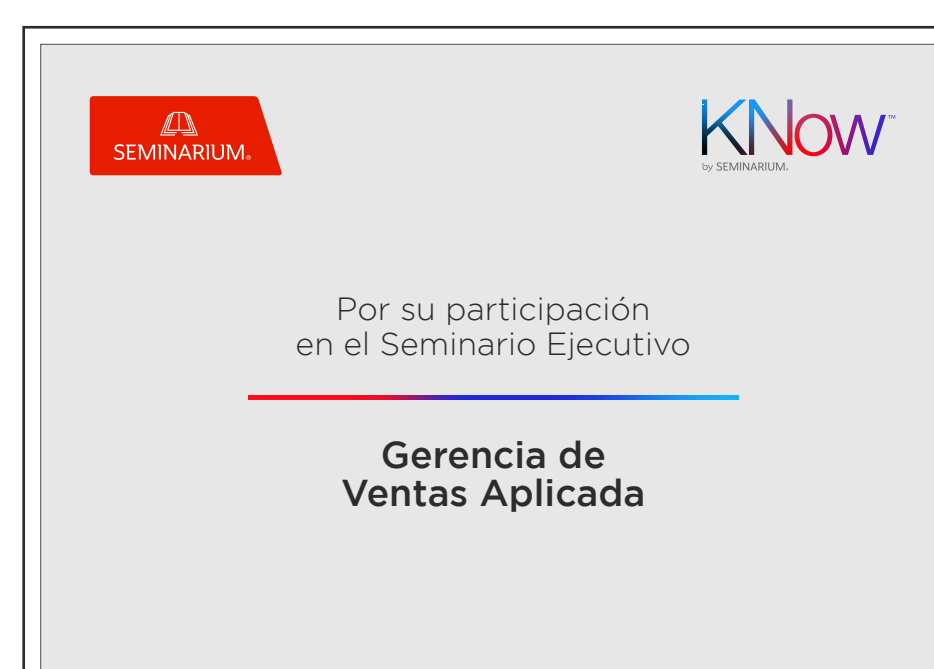 SEMINARIUM®
KNow™
by SEMINARIUM®
Por su participación
en el Seminario Ejecutivo
Gerencia de
Ventas Aplicada